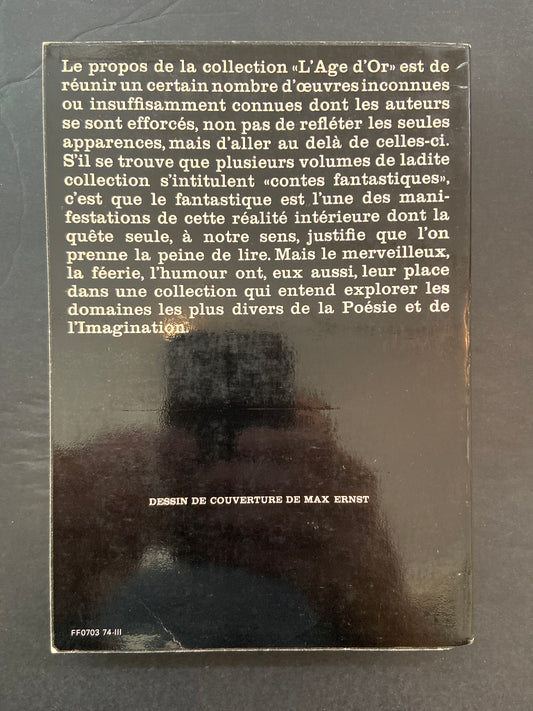 Le propos de la collection «L'Age d'Or» est de
réunir un certain nombre d'œuvres inconnues
ou insuffisamment connues dont les auteurs
se sont efforcés, non pas de refléter les seules
apparences, mais d'aller au delà de celles-ci.
S'il se trouve que plusieurs volumes de ladite
collection s'intitulent «contes fantastiques»,
c'est que le fantastique est l'une des mani-
festations de cette réalité intérieure dont la
quête seule, à notre sens, justifie que l'on
prenne la peine de lire. Mais le merveilleux,
la féerie, l'humour ont, eux aussi, leur place
dans une collection qui entend explorer les
domaines les plus divers de la Poésie et de
l'Imagination.
DESSIN DE COUVERTURE DE MAX ERNST
FF0703 74-III